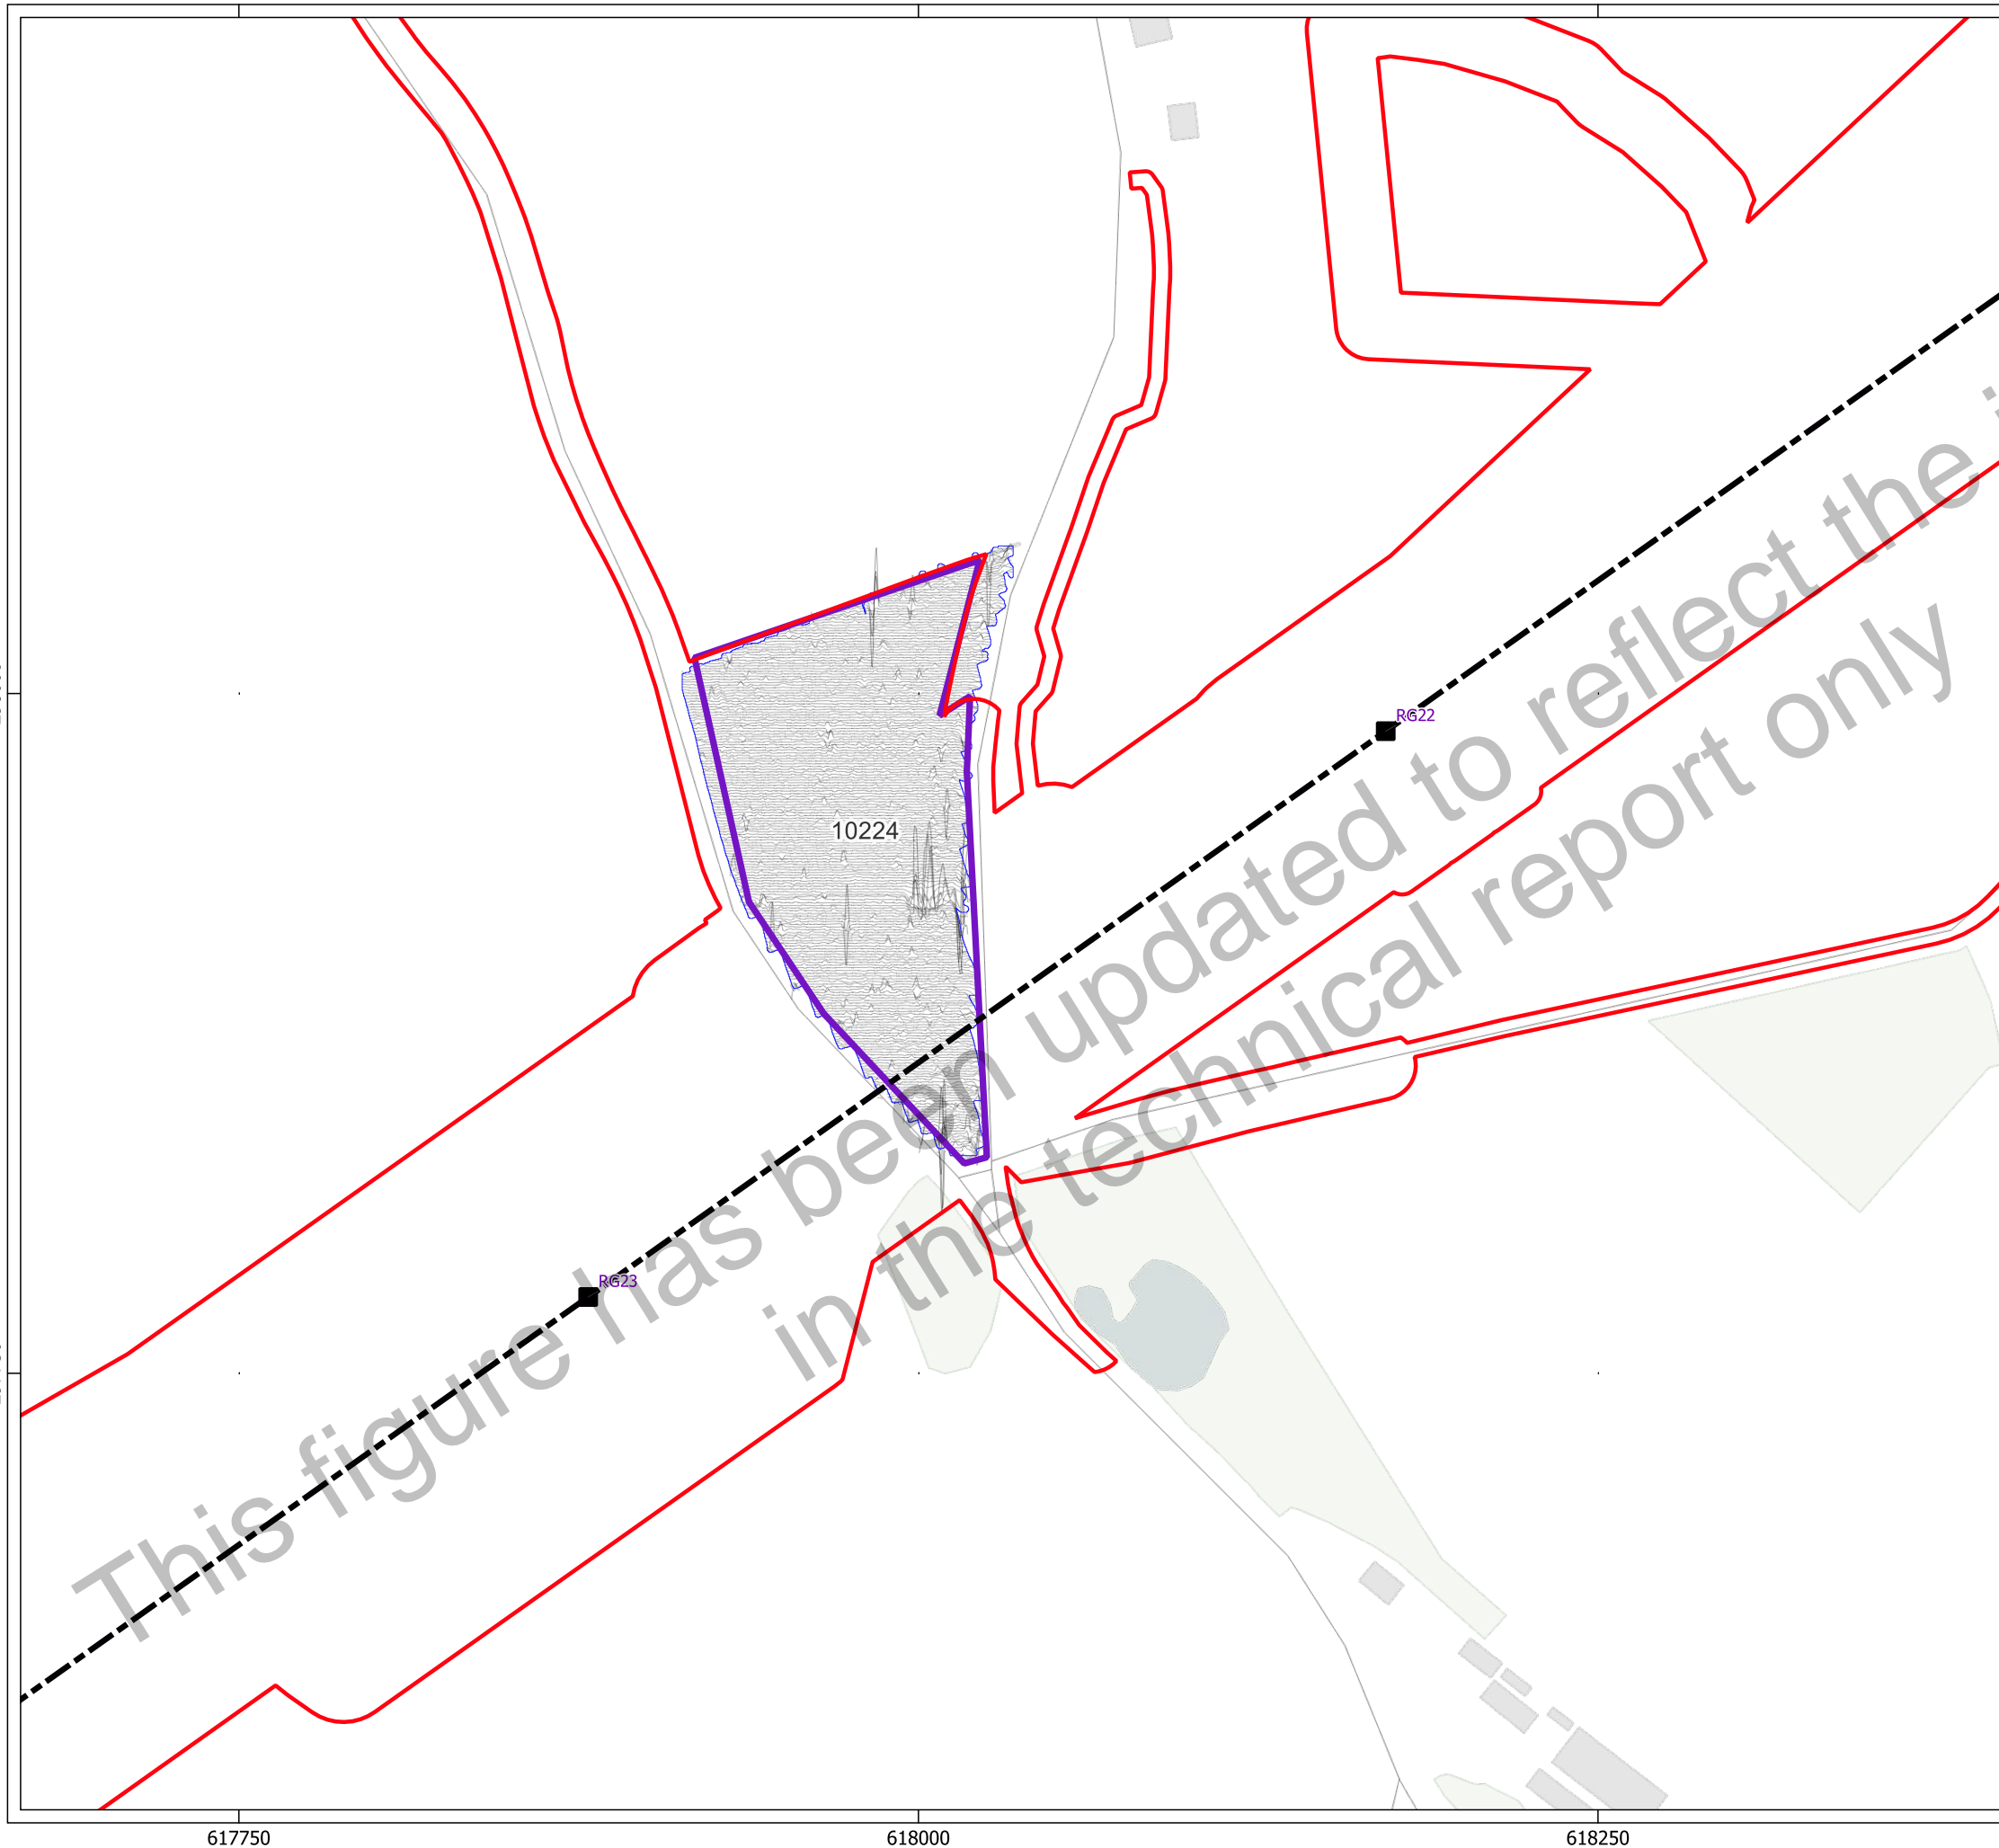 RG22
10224
RG23
This figure has been updated to reflect the
in the technical report only
617750
618000
618250